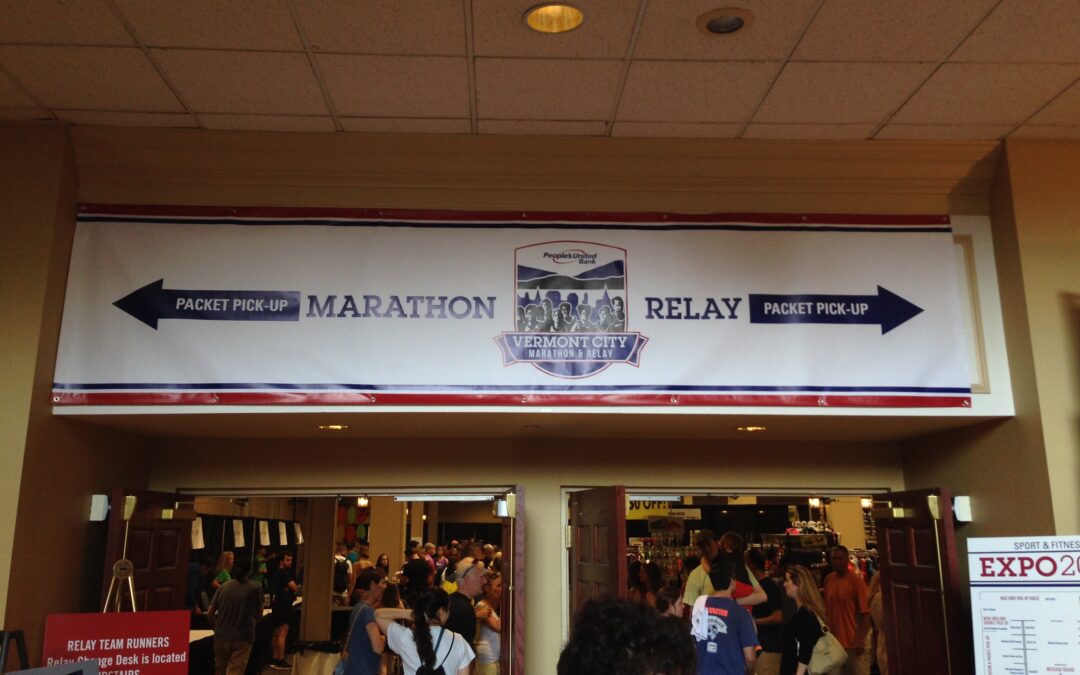 People's United
Bank
PACKET PICK-UP
MARATHON
RELAY
PACKET PICK-UP
VERMONT CITY
MARATHON & RELAY
RELAY TEAM RUNNERS
Relay Change Desk is located
SPORT & FITNESS
EXPO 20